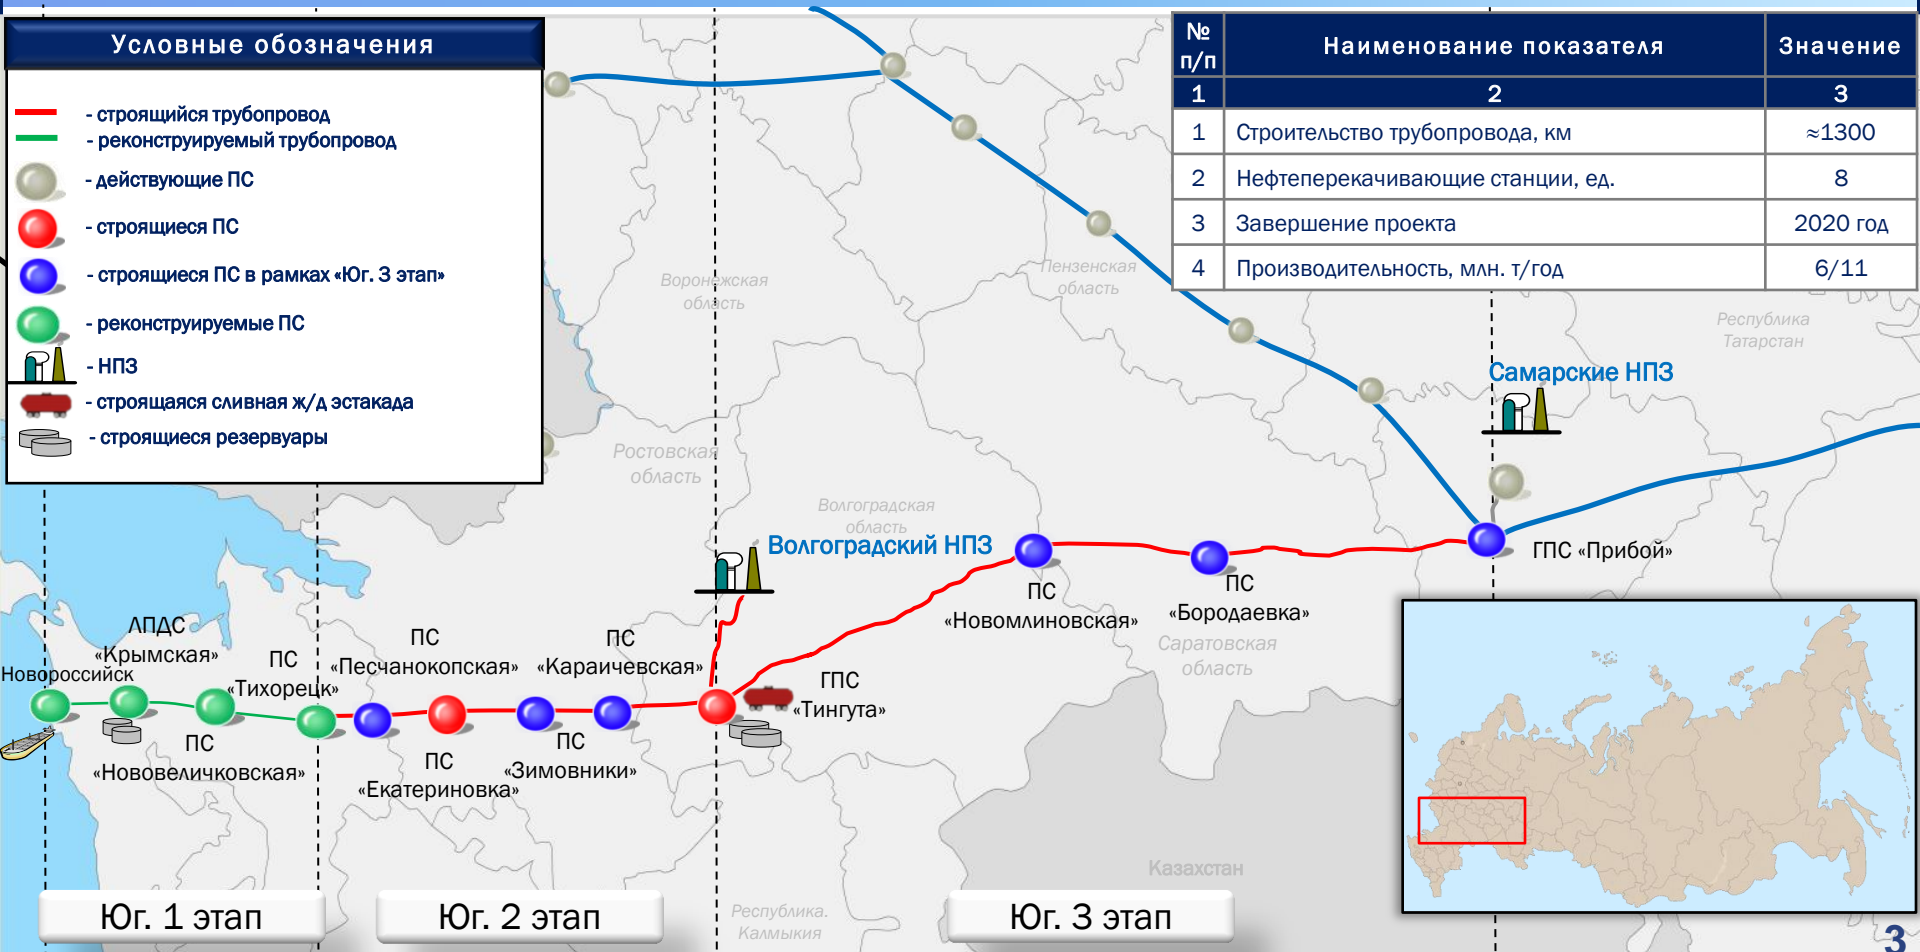 Условные обозначения
- строящийся трубопровод
- реконструируемый трубопровод
- действующие ПС
- строящиеся ПС
- строящиеся ПС в рамках «Юг. 3 этап»
- реконструируемые ПС
- НПЗ
- строящаяся сливная ж/д эстакада
- строящиеся резервуары
№ п/п Наименование показателя Значение
1 2 3
1 Строительство трубопровода, км ≈1300
2 Нефтеперекачивающие станции, ед. 8
3 Завершение проекта 2020 год
4 Производительность, млн. т/год 6/11
Воронежская
область
Пензенская
область
Республика
Татарстан
Самарские НПЗ
Ростовская
область
Волгоградская
область
Волгоградский НПЗ
ГПС «Прибой»
ПС
«Новомлиновская»
ПС
«Бородаевка»
Саратовская
область
Новороссийск
ЛПДС
«Крымская»
ПС
«Тихорецк»
ПС
«Песчанокопская»
ПС
«Караичевская»
ГПС
«Тингута»
ПС
«Нововеличковская»
ПС
«Екатериновка»
ПС
«Зимовники»
Казахстан
Республика.
Калмыкия
Юг. 1 этап
Юг. 2 этап
Юг. 3 этап
3